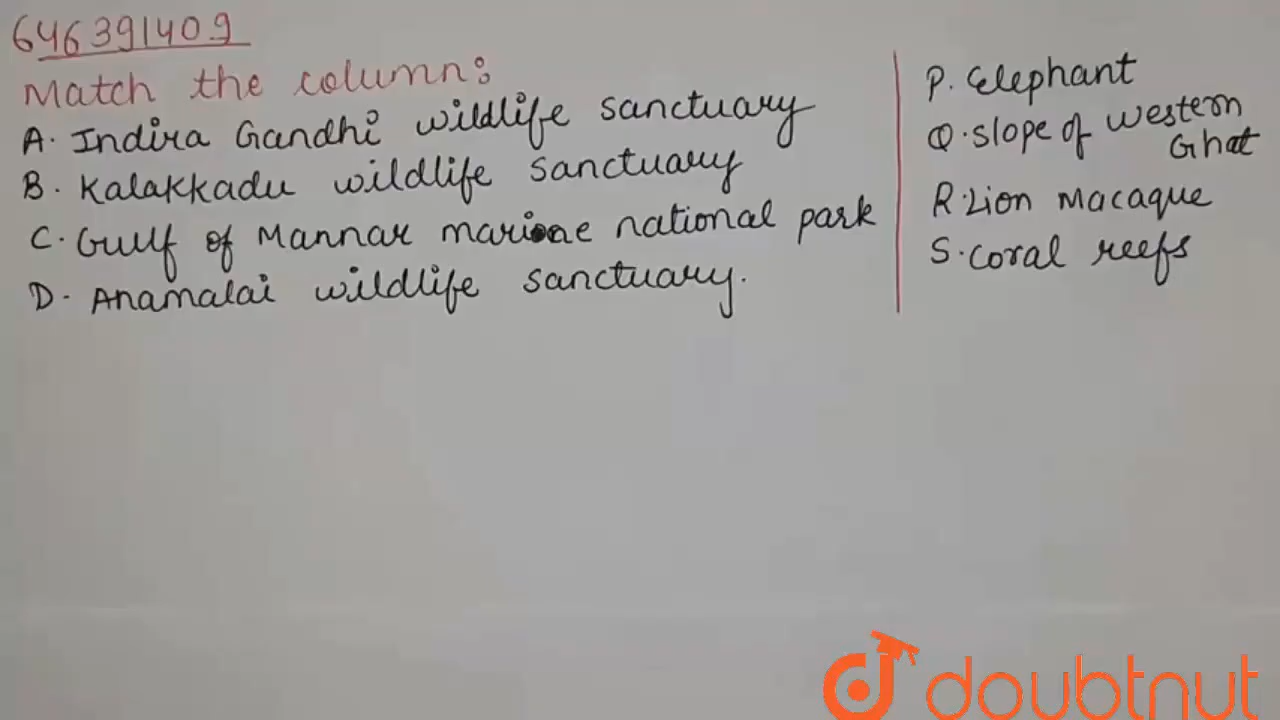 646391409
Match the column:
A. Indira Gandhi wildlife sanctuary
B. Kalakkadu wildlife sanctuary
C. Gulf of Mannar marine national park
D. Anamalai wildlife sanctuary.
P. Elephant
Q. Slope of western
Ghat
R. Lion Macaque
S. Coral reefs
doubtnut